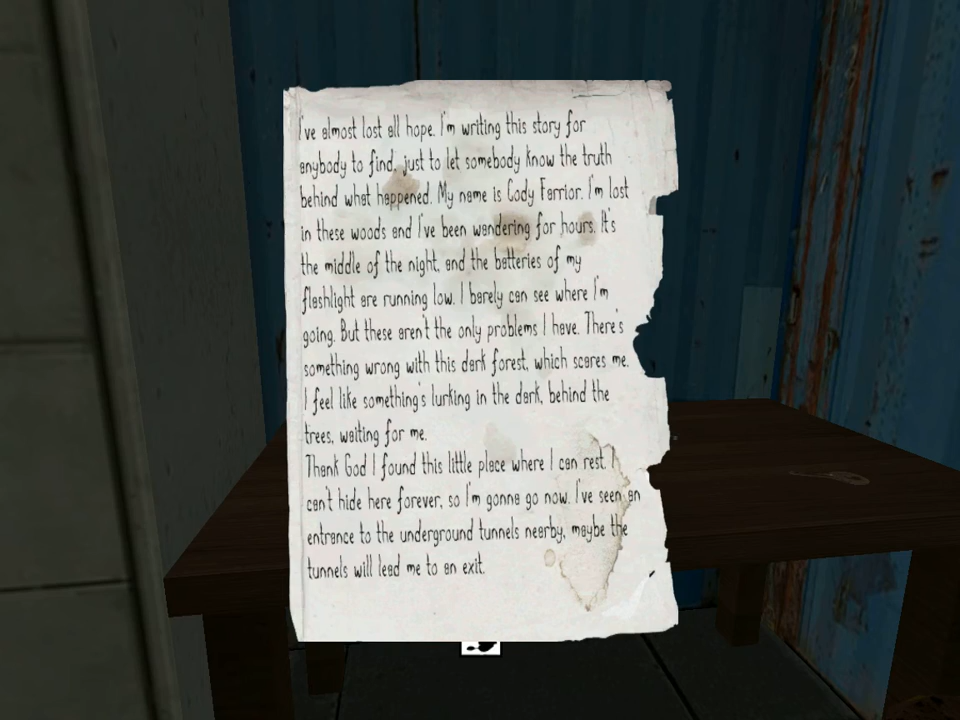 I've almost lost all hope. I'm writing this story for
anybody to find, just to let somebody know the truth
behind what happened. My name is Cody Farrior. I'm lost
in these woods and I've been wandering for hours. It's
the middle of the night, and the batteries of my
flashlight are running low. I barely can see where I'm
going. But these aren't the only problems I have. There's
something wrong with this dark forest, which scares me.
I feel like something's lurking in the dark, behind the
trees, waiting for me.
Thank God I found this little place where I can rest. I
can't hide here forever, so I'm gonna go now. I've seen an
entrance to the underground tunnels nearby, maybe the
tunnels will lead me to an exit.